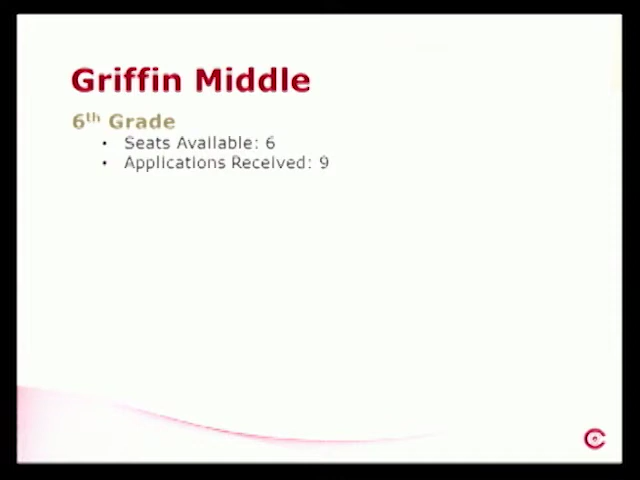 Griffin Middle
6th Grade
• Seats Available: 6
• Applications Received: 9